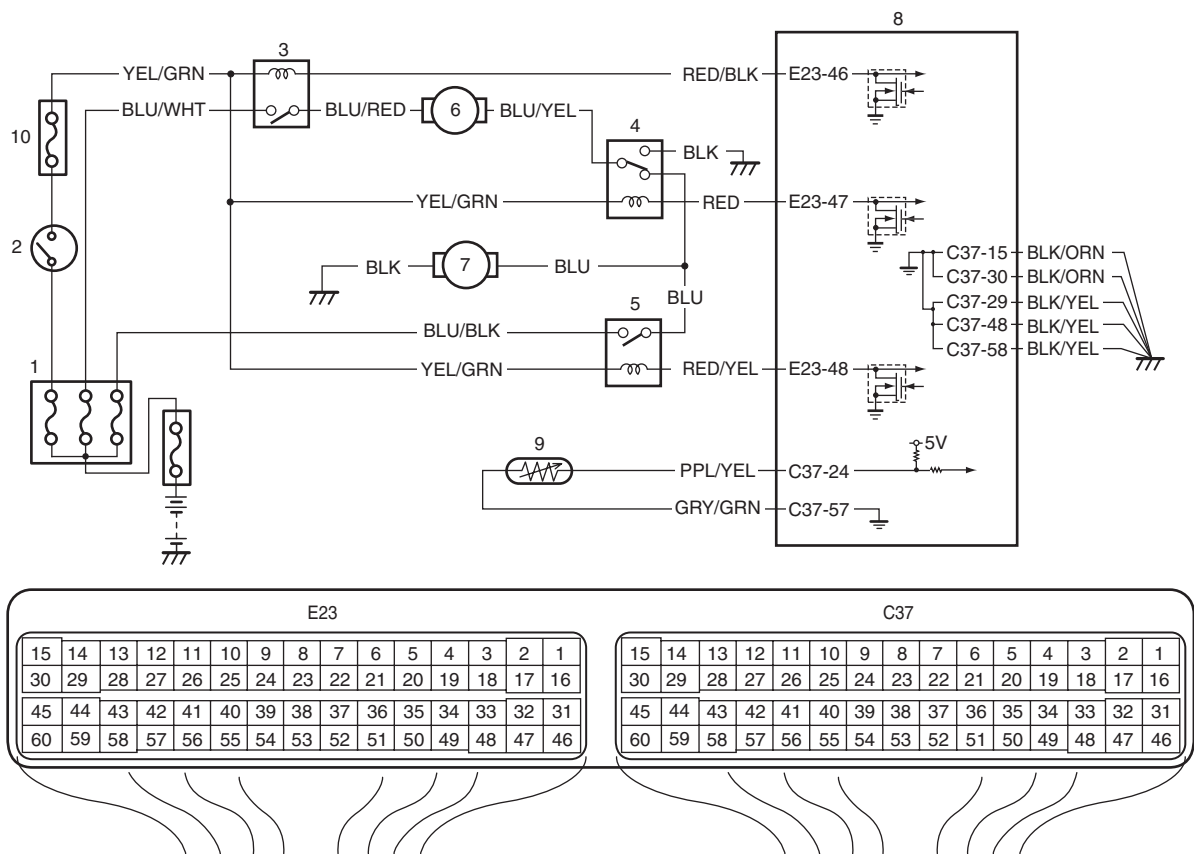 8
3
YEL/GRN RED/BLK E23-46
BLU/WHT BLU/RED 6 BLU/YEL
10
4
BLK
YEL/GRN RED E23-47
2
C37-15 BLK/ORN
BLK 7 BLU
C37-30 BLK/ORN
BLU
C37-29 BLK/YEL
5
BLU/BLK
C37-48 BLK/YEL
C37-58 BLK/YEL
1
YEL/GRN RED/YEL E23-48
9
5V
PPL/YEL C37-24
GRY/GRN C37-57
E23 C37
15 14 13 12 11 10 9 8 7 6 5 4 3 2 1 15 14 13 12 11 10 9 8 7 6 5 4 3 2 1
30 29 28 27 26 25 24 23 22 21 20 19 18 17 16 30 29 28 27 26 25 24 23 22 21 20 19 18 17 16
45 44 43 42 41 40 39 38 37 36 35 34 33 32 31 45 44 43 42 41 40 39 38 37 36 35 34 33 32 31
60 59 58 57 56 55 54 53 52 51 50 49 48 47 46 60 59 58 57 56 55 54 53 52 51 50 49 48 47 46